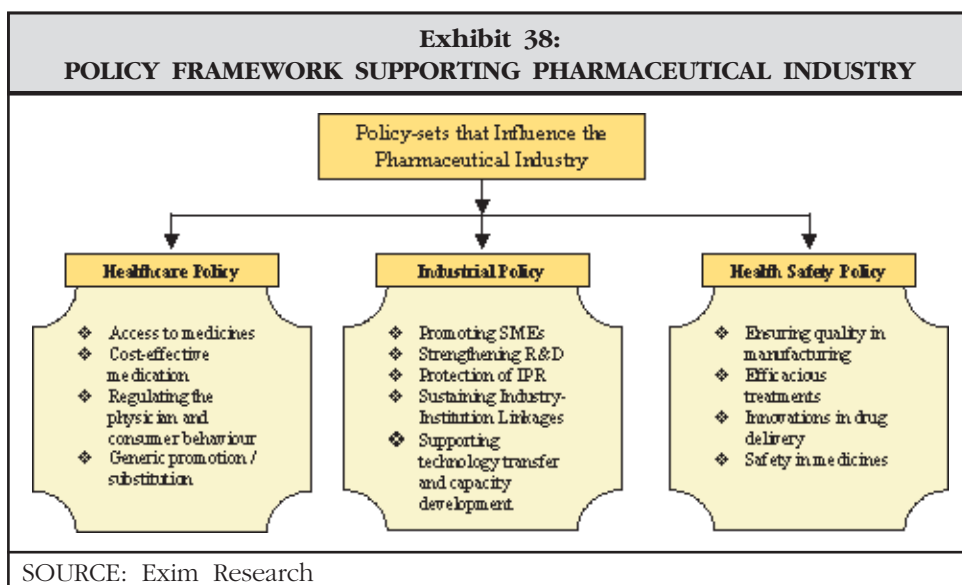 Exhibit 38:
POLICY FRAMEWORK SUPPORTING PHARMACEUTICAL INDUSTRY
Policy-sets that Influence the
Pharmaceutical Industry
Healthcare Policy
❖ Access to medicines
❖ Cost-effective
medication
❖ Regulating the
physician and
consumer behaviour
❖ Generic promotion /
substitution
Industrial Policy
❖ Promoting SMEs
❖ Strengthening R&D
❖ Protection of IPR
❖ Sustaining Industry-
Institution Linkages
❖ Supporting
technology transfer
and capacity
development
Health Safety Policy
❖ Ensuring quality in
manufacturing
❖ Efficacious
treatments
❖ Innovations in drug
delivery
❖ Safety in medicines
SOURCE: Exim Research